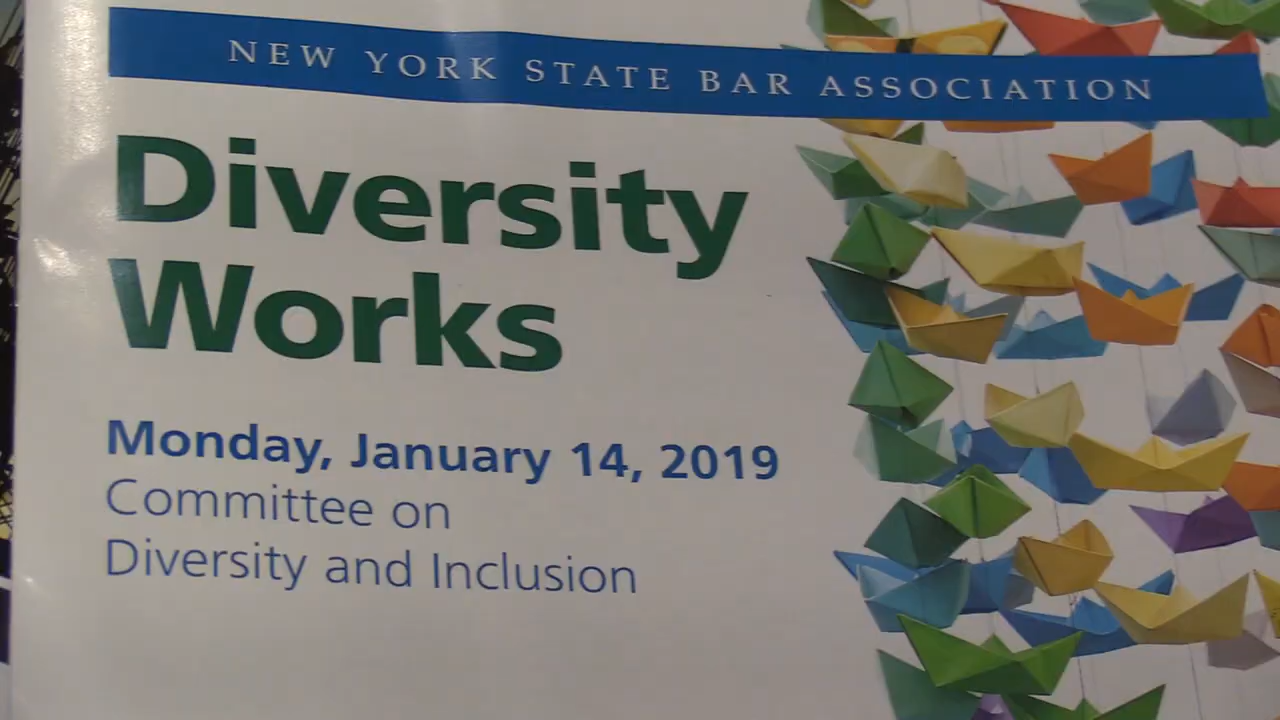 NEW YORK STATE BAR ASSOCIATION
Diversity
Works
Monday, January 14, 2019
Committee on
Diversity and Inclusion